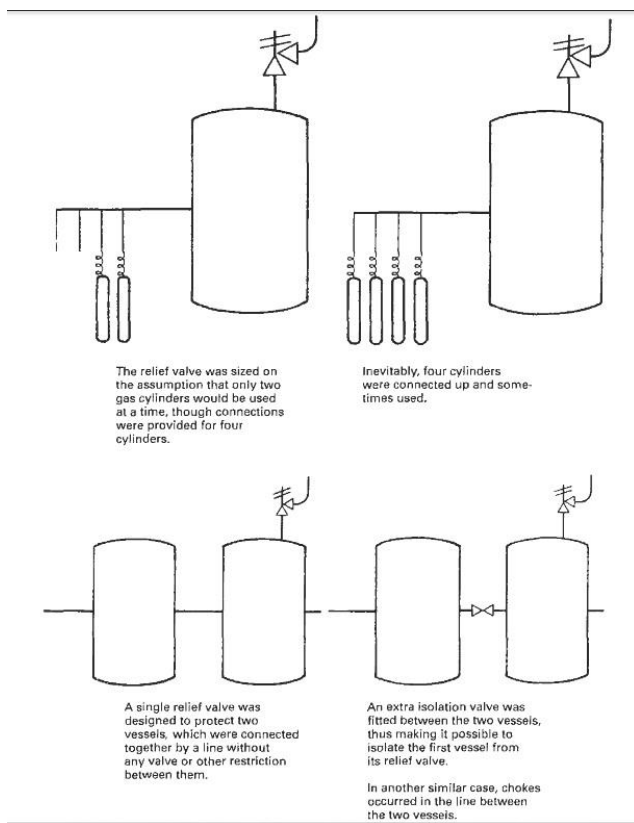 The relief valve was sized on
the assumption that only two
gas cylinders would be used
at a time, though connections
were provided for four
cylinders.
Inevitably, four cylinders
were connected up and some-
times used.
A single relief valve was
designed to protect two
vessels, which were connected
together by a line without
any valve or other restriction
between them.
An extra isolation valve was
fitted between the two vessels,
thus making it possible to
isolate the first vessel from
its relief valve.
In another similar case, chokes
occurred in the line between
the two vessels.